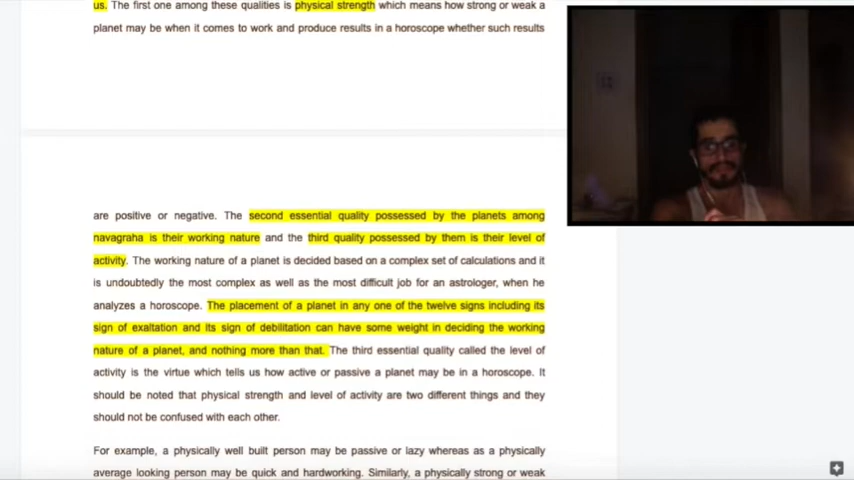 us. The first one among these qualities is physical strength which means how strong or weak a
planet may be when it comes to work and produce results in a horoscope whether such results
are positive or negative. The second essential quality possessed by the planets among
navagraha is their working nature and the third quality possessed by them is their level of
activity. The working nature of a planet is decided based on a complex set of calculations and it
is undoubtedly the most complex as well as the most difficult job for an astrologer, when he
analyzes a horoscope. The placement of a planet in any one of the twelve signs including its
sign of exaltation and its sign of debilitation can have some weight in deciding the working
nature of a planet, and nothing more than that. The third essential quality called the level of
activity is the virtue which tells us how active or passive a planet may be in a horoscope. It
should be noted that physical strength and level of activity are two different things and they
should not be confused with each other.
For example, a physically well built person may be passive or lazy whereas as a physically
average looking person may be quick and hardworking. Similarly, a physically strong or weak